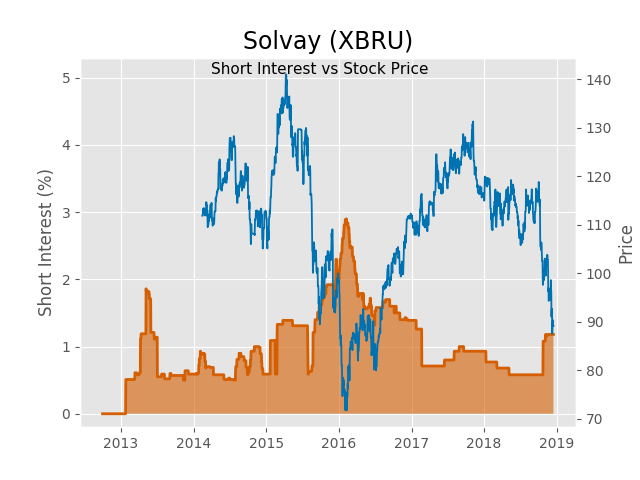 Solvay (XBRU)
Short Interest vs Stock Price
Short Interest (%)
5
4
3
2
1
0
140
130
120
110
100
90
80
70
Price
2013 2014 2015 2016 2017 2018 2019